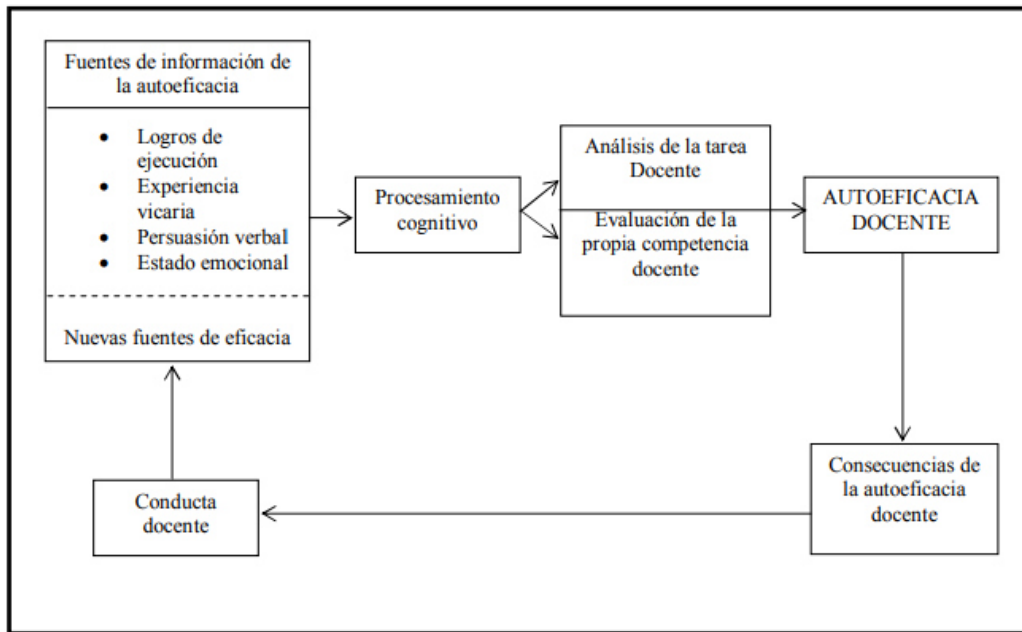 Fuentes de información de
la autoeficacia
• Logros de
ejecución
• Experiencia
vicaria
• Persuasión verbal
• Estado emocional
Nuevas fuentes de eficacia
Procesamiento
cognitivo
Análisis de la tarea
Docente
Evaluación de la
propia competencia
docente
AUTOEFICACIA
DOCENTE
Consecuencias de
la autoeficacia
docente
Conducta
docente